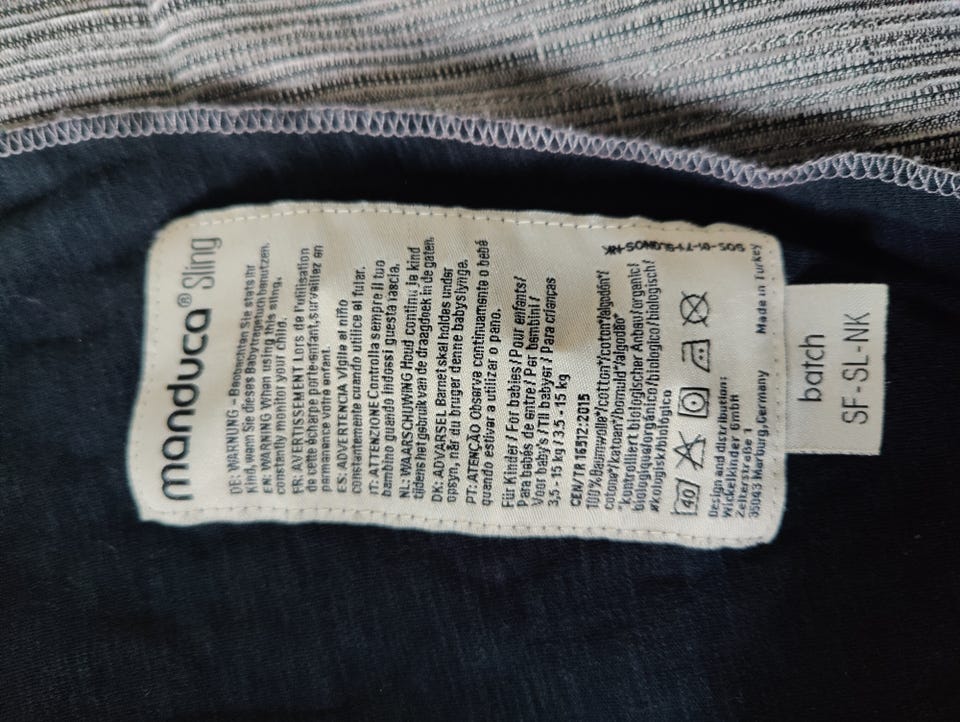 manduca® Sling
DE: WARNUNG - Beobachten Sie stets Ihr
Kind, wenn Sie dieses Babytragetuch benutzen.
EN: WARNING When using this sling,
constantly monitor your child.
FR: AVERTISSEMENT Lors de l'utilisation
de cette écharpe porte-enfant, surveillez en
permanence votre enfant.
ES: ADVERTENCIA Vigile al niño
constantemente cuando utilice el fular.
IT: ATTENZIONE Controlla sempre il tuo
bambino quando indossi questa fascia.
NL: WAARSCHUWING Houd continu je kind
tijdens het gebruik van de draagdoek in de gaten.
DK: ADVARSEL Barnet skal holdes under
opsyn, når du bruger denne babyslynge.
PT: ATENÇÃO Observe continuamente o bebé
quando estiver a utilizar o pano.
Für Kinder / For babies / Pour enfants /
Para bebés de entre / Per bambini /
Voor baby's / Til babyer / Para crianças
3,5 - 15 kg / 3.5 - 15 kg
CEN/TR 16512:2015
100% Baumwolle*/cotton*/coton*/algodón*/
cotone*/katoen*/bomuld*/algodão*
*kontrolliert biologischer Anbau/organic/
biologique/orgánico/biologico/biologisch/
økologisk/biológico
40
Design and distribution:
Wickelkinder GmbH
Zeiterstraße 1
35043 Marburg, Germany
Made in Turkey
batch
SF-SL-NK